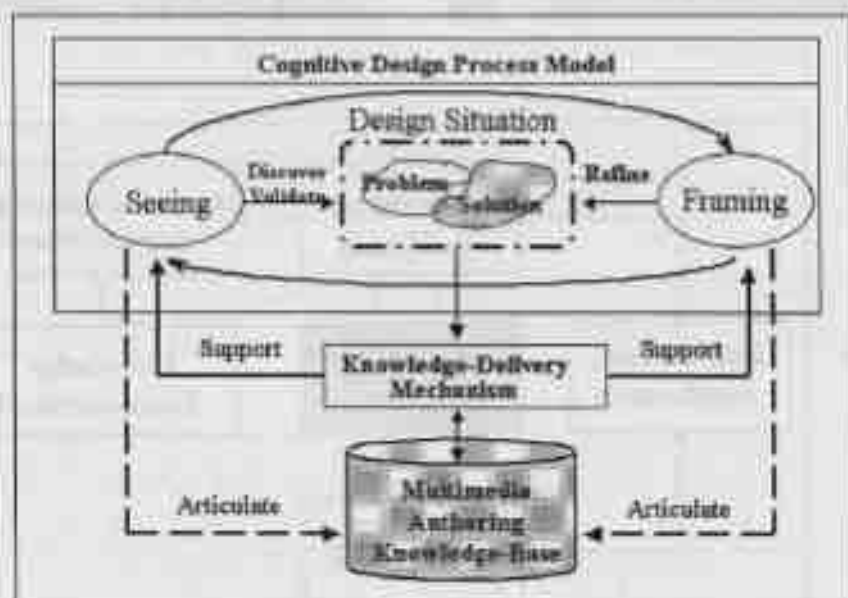 Cognitive Design Process Model
Design Situation
Seeing
Discover
Validate
Problem
Solution
Refine
Framing
Support
Knowledge-Delivery
Mechanism
Support
Articulate
Multimedia
Authoring
Knowledge-Base
Articulate